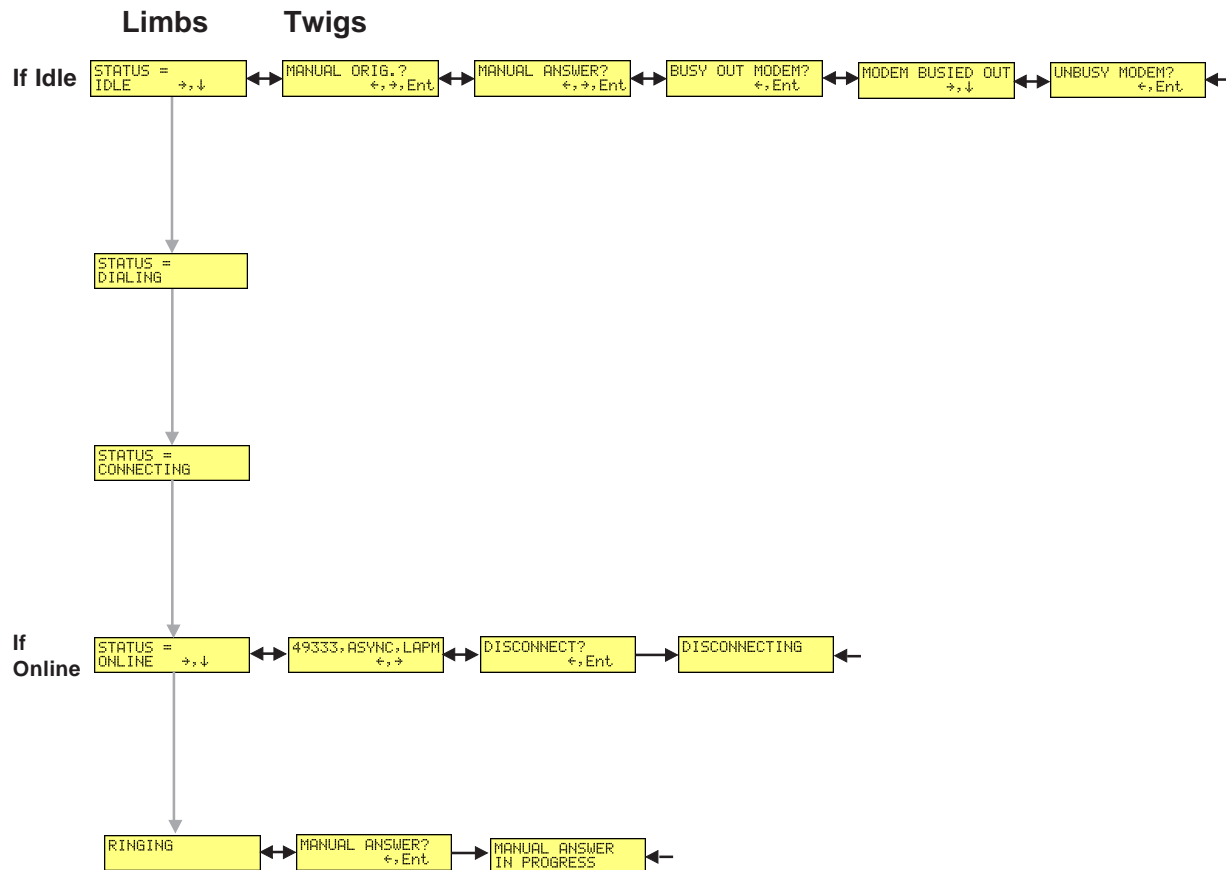 Limbs Twigs
If Idle
STATUS =
IDLE →,↓
MANUAL ORIG.?
←,→,Ent
MANUAL ANSWER?
←,→,Ent
BUSY OUT MODEM?
←,Ent
MODEM BUSIED OUT
→,↓
UNBUSY MODEM?
←,Ent
STATUS =
DIALING
STATUS =
CONNECTING
If
Online
STATUS =
ONLINE →,↓
49333,ASYNC,LAPM
←,→
DISCONNECT?
←,Ent
DISCONNECTING
RINGING
MANUAL ANSWER?
←,Ent
MANUAL ANSWER
IN PROGRESS